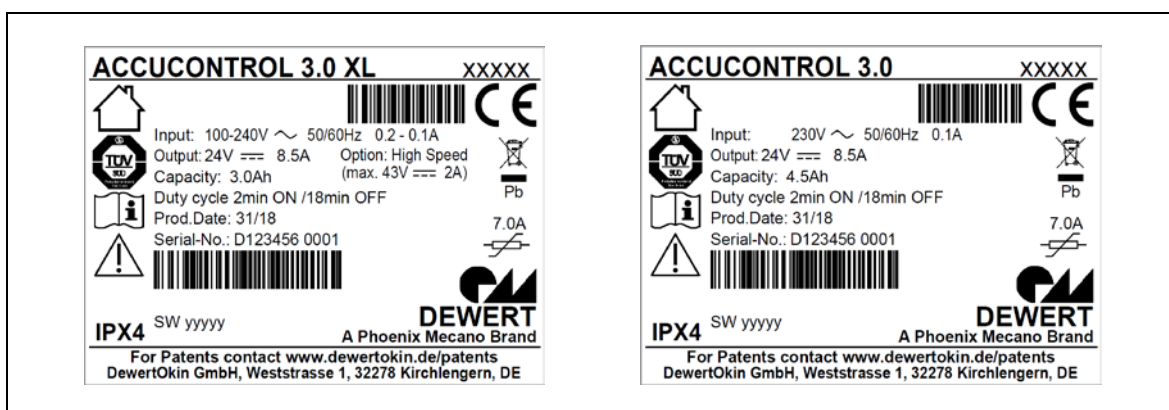 ACCUCONTROL 3.0 XL XXXXX
CE
Input: 100-240V ~ 50/60Hz 0.2 - 0.1A
Output: 24V ⎓ 8.5A Option: High Speed
Capacity: 3.0Ah (max. 43V ⎓ 2A)
TÜV
SÜD
Pb
Duty cycle 2min ON /18min OFF
Prod.Date: 31/18
7.0A
Serial-No.: D123456 0001
DEWERT
IPX4 SW yyyyy
A Phoenix Mecano Brand
For Patents contact www.dewertokin.de/patents
DewertOkin GmbH, Weststrasse 1, 32278 Kirchlengern, DE
ACCUCONTROL 3.0 XXXXX
CE
Input: 230V ~ 50/60Hz 0.1A
Output: 24V ⎓ 8.5A
Capacity: 4.5Ah
TÜV
SÜD
Pb
Duty cycle 2min ON /18min OFF
Prod.Date: 31/18
7.0A
Serial-No.: D123456 0001
DEWERT
IPX4 SW yyyyy
A Phoenix Mecano Brand
For Patents contact www.dewertokin.de/patents
DewertOkin GmbH, Weststrasse 1, 32278 Kirchlengern, DE